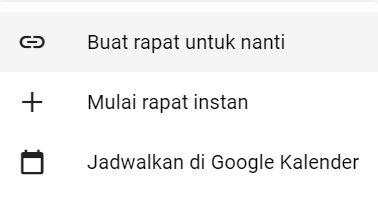 Buat rapat untuk nanti
Mulai rapat instan
Jadwalkan di Google Kalender